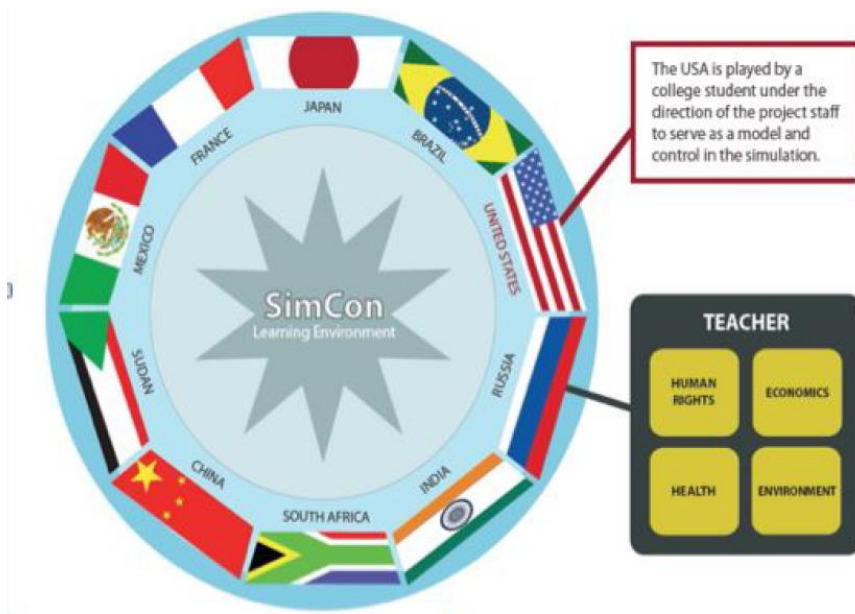 JAPAN
BRAZIL
UNITED STATES
RUSSIA
INDIA
SOUTH AFRICA
CHINA
SUDAN
MEXICO
FRANCE
SimCon
Learning Environment
The USA is played by a
college student under the
direction of the project staff
to serve as a model and
control in the simulation.
TEACHER
HUMAN
RIGHTS
ECONOMICS
HEALTH
ENVIRONMENT